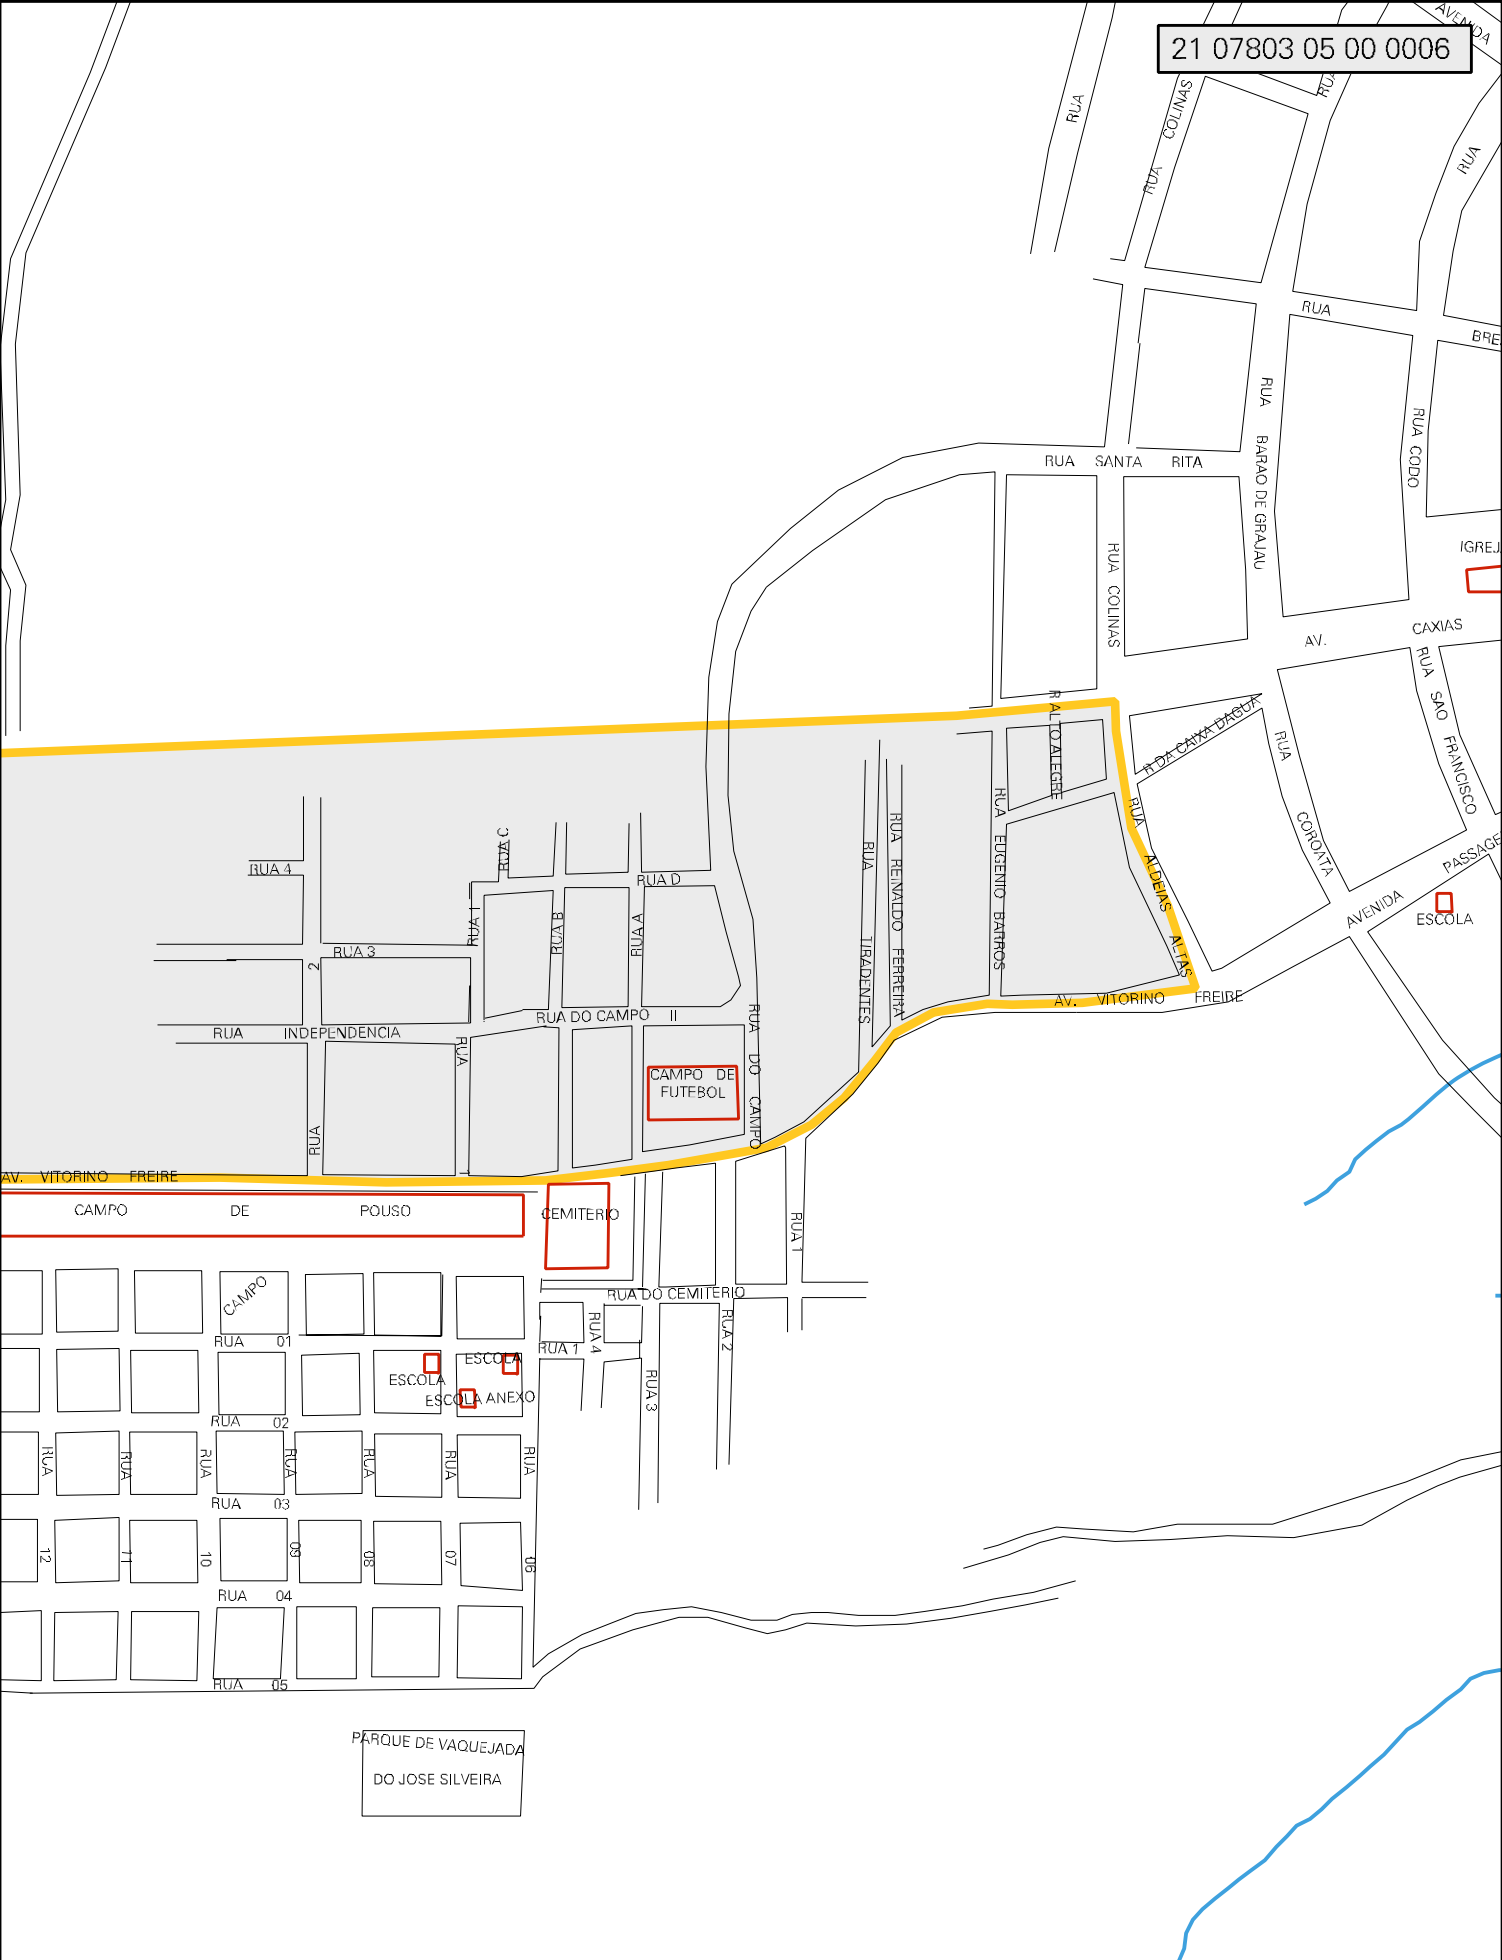 AVENIDA
21 07803 05 00 0006
RUA
RUA COLINAS
RUA
RUA
RUA
BRE
RUA BARAO DE GRAJAU
RUA CODO
RUA SANTA RITA
RUA COLINAS
IGREJ
AV. CAXIAS
RUA SAO FRANCISCO
R ALTO ALEGRE
R DA CAIXA DAGUA
RUA COROATA
RUA ALDEIAS ALTAS
RUA EUGENIO BARROS
RUA REINALDO FERREIRA
RUA TIRADENTES
PASSAGE
AVENIDA
ESCOLA
RUA C
RUA 4
RUA D
RUA I
RUA B
RUA A
RUA 3
2
RUA
RUA INDEPENDENCIA
RUA DO CAMPO II
RUA DO CAMPO
AV. VITORINO FREIRE
RUA I
CAMPO DE
FUTEBOL
AV. VITORINO FREIRE
CAMPO DE POUSO
CEMITERIO
RUA 1
RUA DO CEMITERIO
CAMPO
RUA 01
RUA 1
RUA 4
RUA 2
RUA 3
ESCOLA
ESCOLA
ESCOLA ANEXO
RUA 02
RUA 12
RUA 11
RUA 10
RUA 09
RUA 08
RUA 07
RUA 06
RUA 03
RUA 04
RUA 05
PARQUE DE VAQUEJADA
DO JOSE SILVEIRA